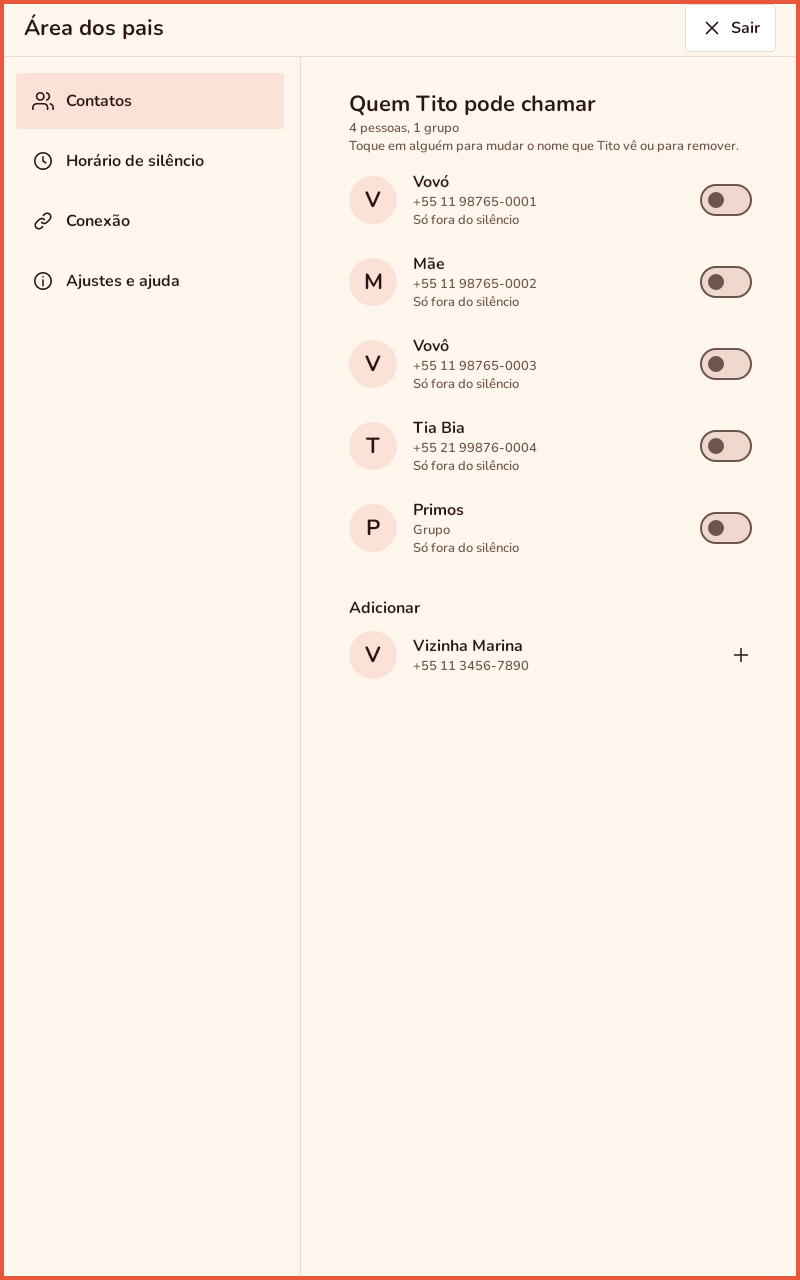 Área dos pais
Sair
Contatos
Horário de silêncio
Conexão
Ajustes e ajuda
Quem Tito pode chamar
4 pessoas, 1 grupo
Toque em alguém para mudar o nome que Tito vê ou para remover.
V
Vovó
+55 11 98765-0001
Só fora do silêncio
M
Mãe
+55 11 98765-0002
Só fora do silêncio
V
Vovô
+55 11 98765-0003
Só fora do silêncio
T
Tia Bia
+55 21 99876-0004
Só fora do silêncio
P
Primos
Grupo
Só fora do silêncio
Adicionar
V
Vizinha Marina
+55 11 3456-7890